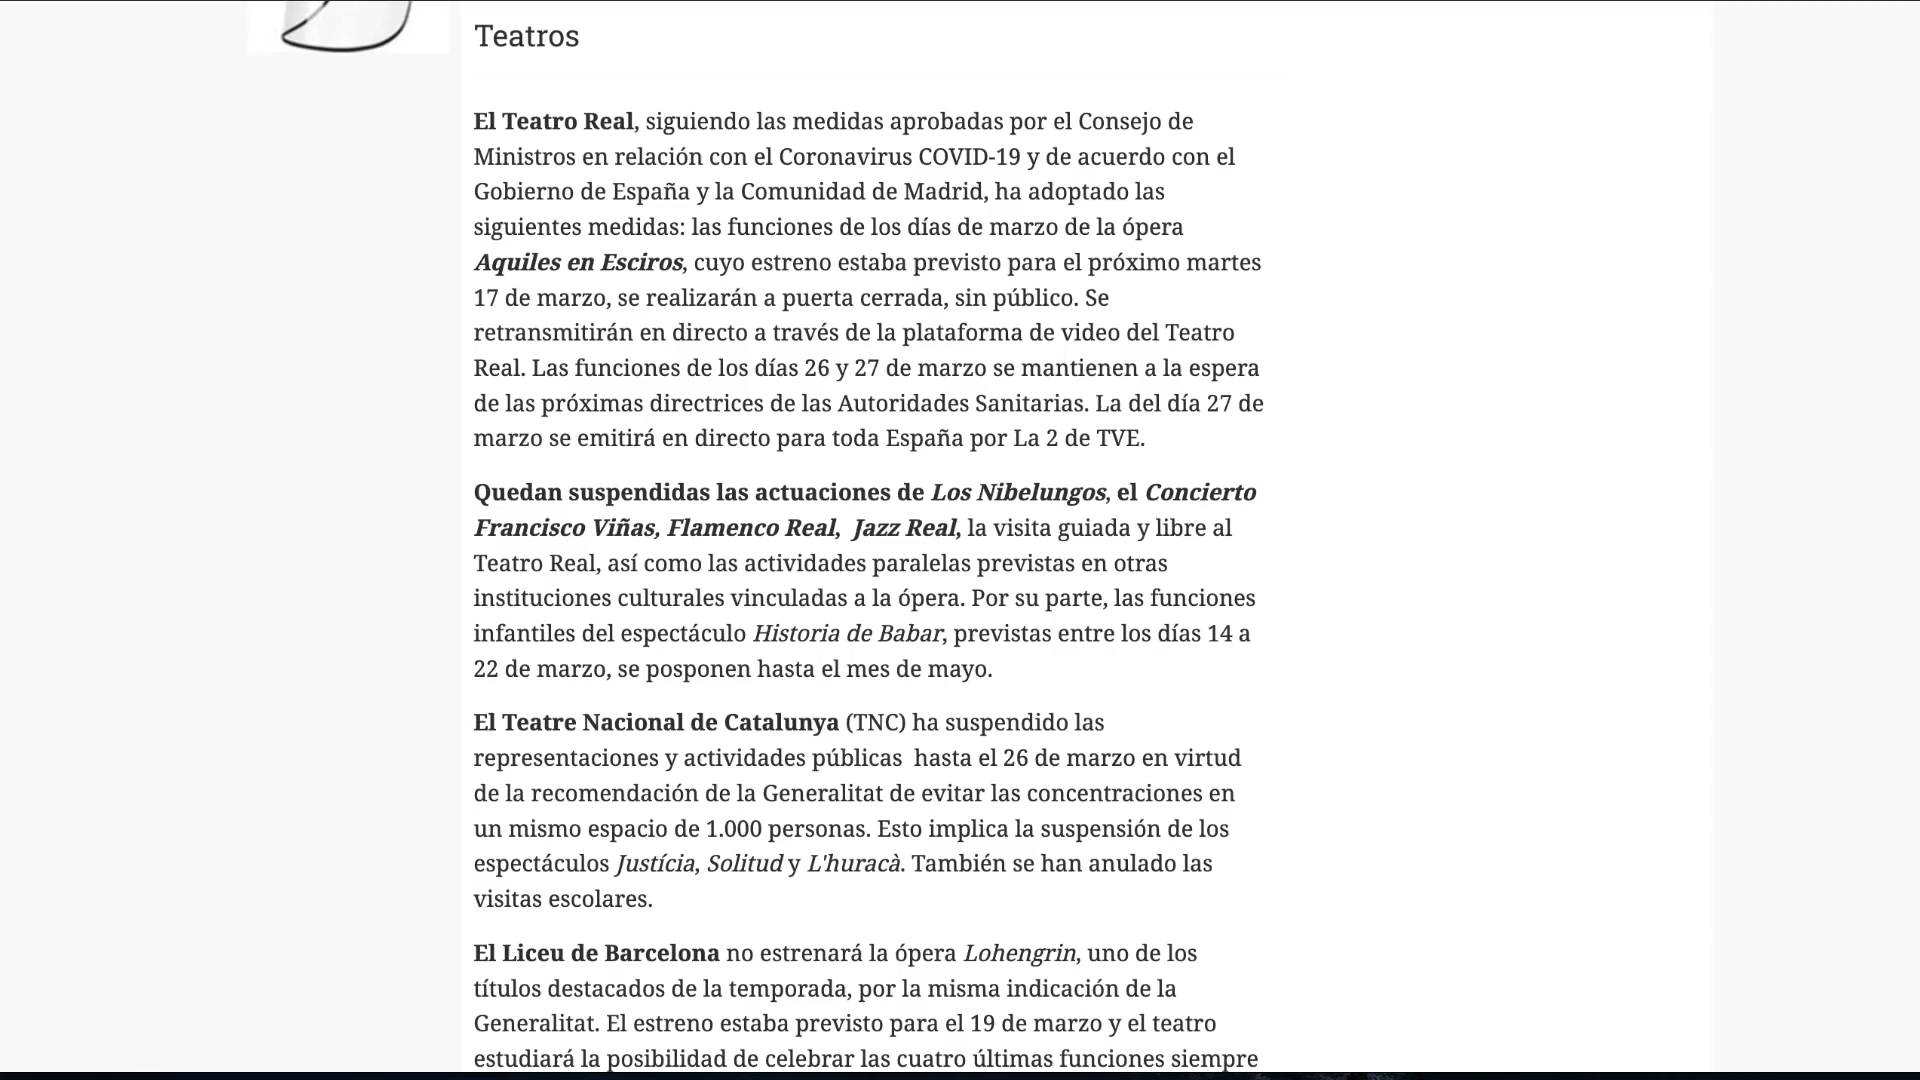 Teatros
El Teatro Real, siguiendo las medidas aprobadas por el Consejo de
Ministros en relación con el Coronavirus COVID-19 y de acuerdo con el
Gobierno de España y la Comunidad de Madrid, ha adoptado las
siguientes medidas: las funciones de los días de marzo de la ópera
Aquiles en Esciros, cuyo estreno estaba previsto para el próximo martes
17 de marzo, se realizarán a puerta cerrada, sin público. Se
retransmitirán en directo a través de la plataforma de video del Teatro
Real. Las funciones de los días 26 y 27 de marzo se mantienen a la espera
de las próximas directrices de las Autoridades Sanitarias. La del día 27 de
marzo se emitirá en directo para toda España por La 2 de TVE.
Quedan suspendidas las actuaciones de Los Nibelungos, el Concierto
Francisco Viñas, Flamenco Real, Jazz Real, la visita guiada y libre al
Teatro Real, así como las actividades paralelas previstas en otras
instituciones culturales vinculadas a la ópera. Por su parte, las funciones
infantiles del espectáculo Historia de Babar, previstas entre los días 14 a
22 de marzo, se posponen hasta el mes de mayo.
El Teatre Nacional de Catalunya (TNC) ha suspendido las
representaciones y actividades públicas hasta el 26 de marzo en virtud
de la recomendación de la Generalitat de evitar las concentraciones en
un mismo espacio de 1.000 personas. Esto implica la suspensión de los
espectáculos Justícia, Solitud y L'huracà. También se han anulado las
visitas escolares.
El Liceu de Barcelona no estrenará la ópera Lohengrin, uno de los
títulos destacados de la temporada, por la misma indicación de la
Generalitat. El estreno estaba previsto para el 19 de marzo y el teatro
estudiará la posibilidad de celebrar las cuatro últimas funciones siempre